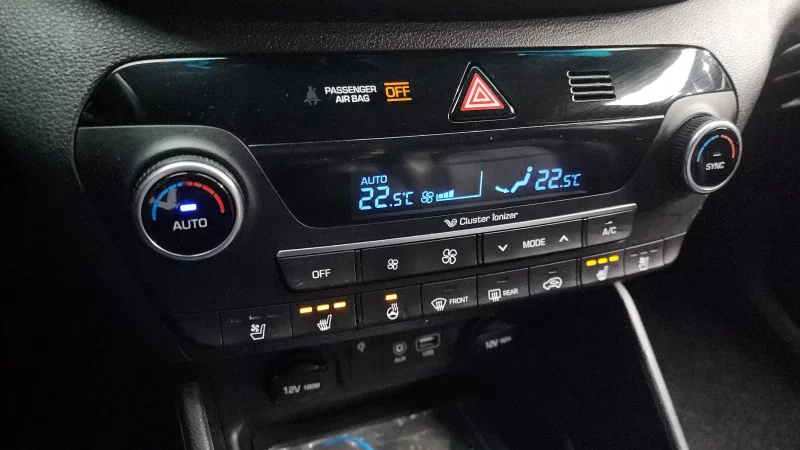 PASSENGER
AIR BAG
OFF
AUTO
22.5°C
22.5°C
AUTO
SYNC
Cluster Ionizer
OFF
MODE
A/C
FRONT
REAR
12V 180W
AUX
USB
12V